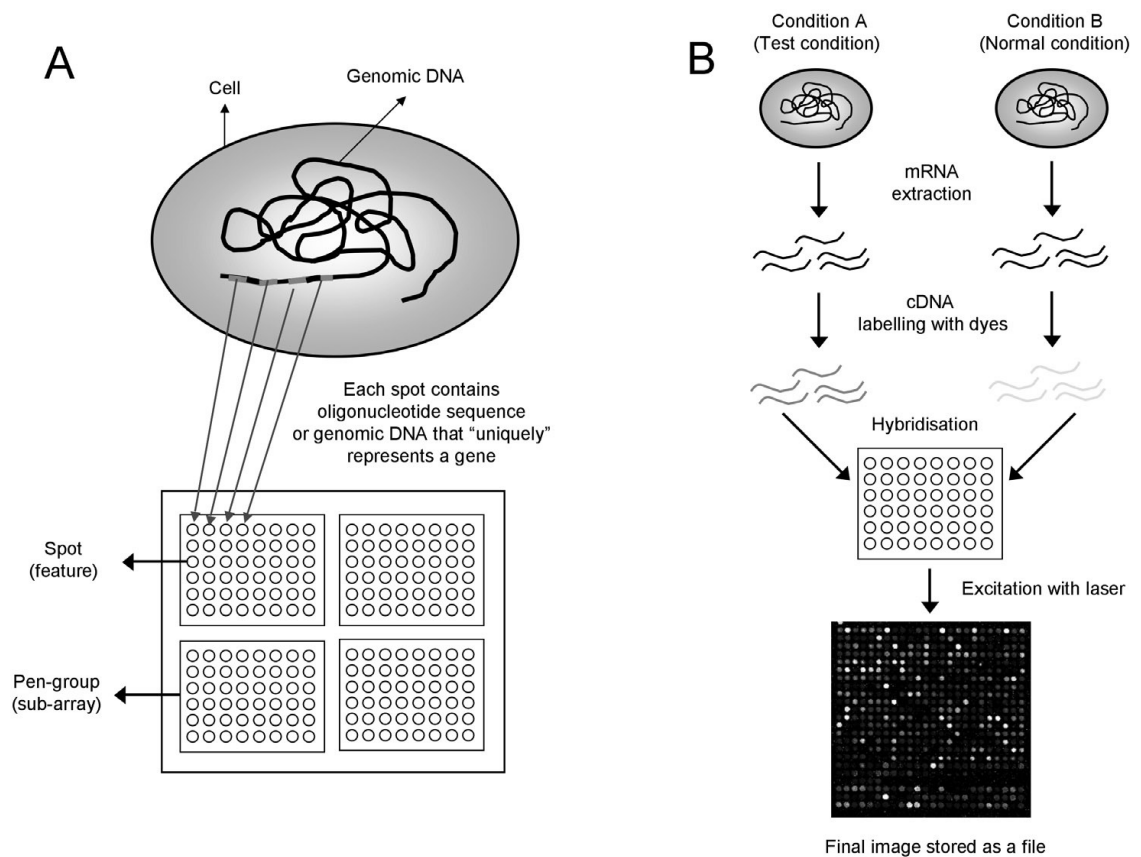 A
Cell
Genomic DNA
Each spot contains
oligonucleotide sequence
or genomic DNA that “uniquely”
represents a gene
Spot
(feature)
Pen-group
(sub-array)
B
Condition A
(Test condition)
Condition B
(Normal condition)
mRNA
extraction
cDNA
labelling with dyes
Hybridisation
Excitation with laser
Final image stored as a file